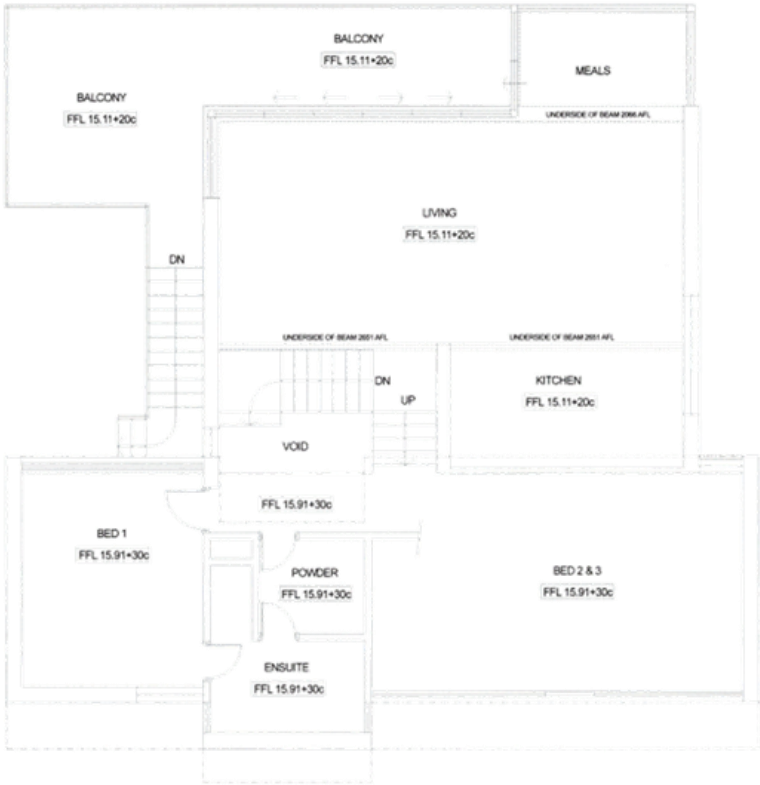 BALCONY
FFL 15.11+20c
MEALS
BALCONY
FFL 15.11+20c
UNDERSIDE OF BEAM 2066 AFL
LIVING
FFL 15.11+20c
DN
UNDERSIDE OF BEAM 2651 AFL
UNDERSIDE OF BEAM 2651 AFL
DN
KITCHEN
FFL 15.11+20c
UP
VOID
FFL 15.91+30c
BED 1
FFL 15.91+30c
POWDER
FFL 15.91+30c
BED 2 & 3
FFL 15.91+30c
ENSUITE
FFL 15.91+30c